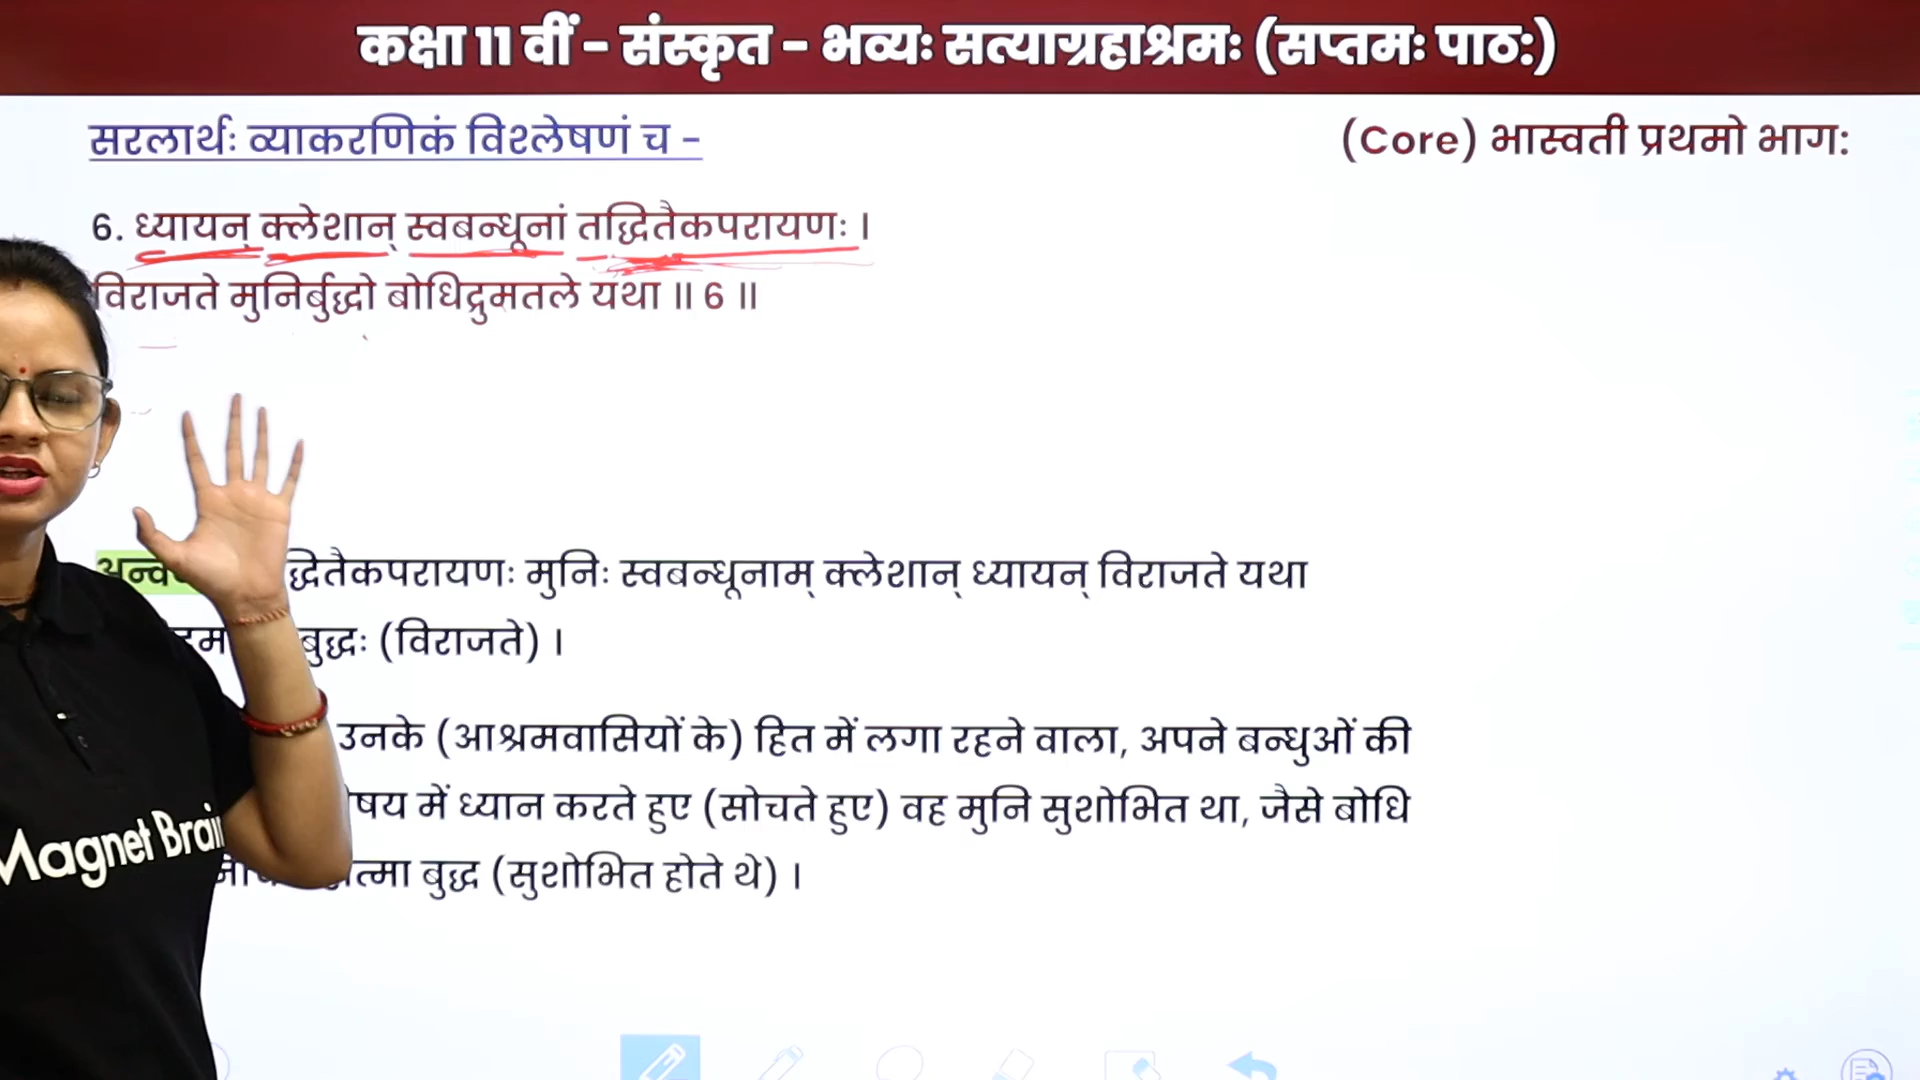 कक्षा 11 वीं - संस्कृत - भव्यः सत्याग्रहाश्रमः (सप्तमः पाठः)
सरलार्थः व्याकरणिकं विश्लेषणं च -
(Core) भास्वती प्रथमो भागः
6. ध्यायन् क्लेशान् स्वबन्धूनां तद्धितैकपरायणः ।
विराजते मुनिर्बुद्धो बोधिद्रुमतले यथा ॥ 6 ॥
द्धितैकपरायणः मुनिः स्वबन्धूनाम् क्लेशान् ध्यायन् विराजते यथा
बुद्धः (विराजते) ।
उनके (आश्रमवासियों के) हित में लगा रहने वाला, अपने बन्धुओं की
में ध्यान करते हुए (सोचते हुए) वह मुनि सुशोभित था, जैसे बोधि
बुद्ध (सुशोभित होते थे) ।
Magnet Brain